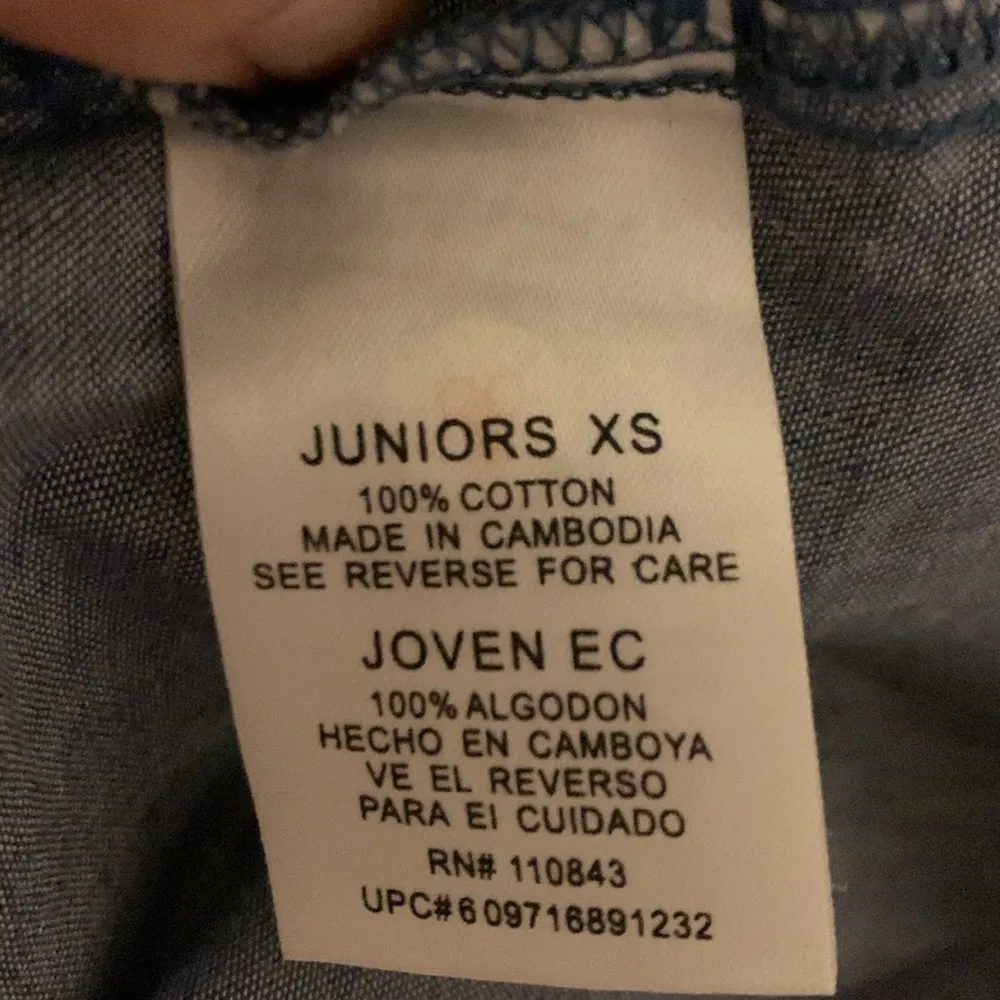 JUNIORS XS
100% COTTON
MADE IN CAMBODIA
SEE REVERSE FOR CARE
JOVEN EC
100% ALGODON
HECHO EN CAMBOYA
VE EL REVERSO
PARA EI CUIDADO
RN# 110843
UPC#609716891232